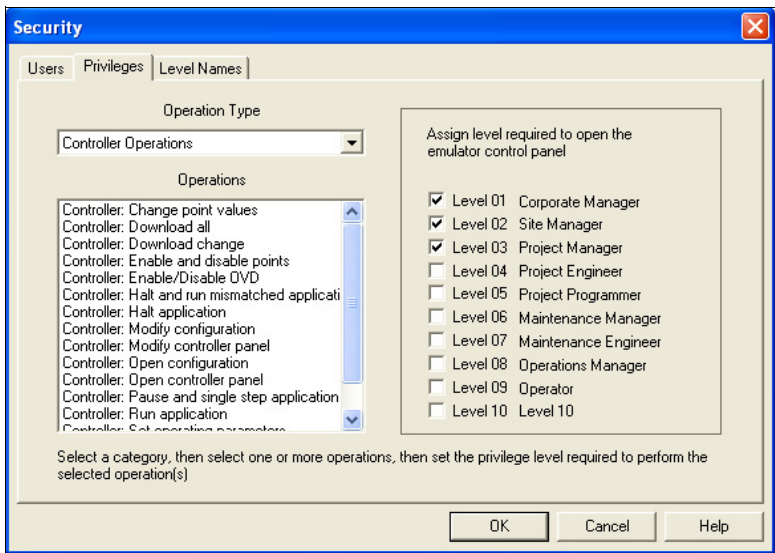 Security
Users
Privileges
Level Names
Operation Type
Controller Operations
Operations
Controller: Change point values
Controller: Download all
Controller: Download change
Controller: Enable and disable points
Controller: Enable/Disable OVD
Controller: Halt and run mismatched applicati
Controller: Halt application
Controller: Modify configuration
Controller: Modify controller panel
Controller: Open configuration
Controller: Open controller panel
Controller: Pause and single step application
Controller: Run application
Controller: Set operating parameters
Assign level required to open the
emulator control panel
Level 01 Corporate Manager
Level 02 Site Manager
Level 03 Project Manager
Level 04 Project Engineer
Level 05 Project Programmer
Level 06 Maintenance Manager
Level 07 Maintenance Engineer
Level 08 Operations Manager
Level 09 Operator
Level 10 Level 10
Select a category, then select one or more operations, then set the privilege level required to perform the
selected operation(s)
OK
Cancel
Help